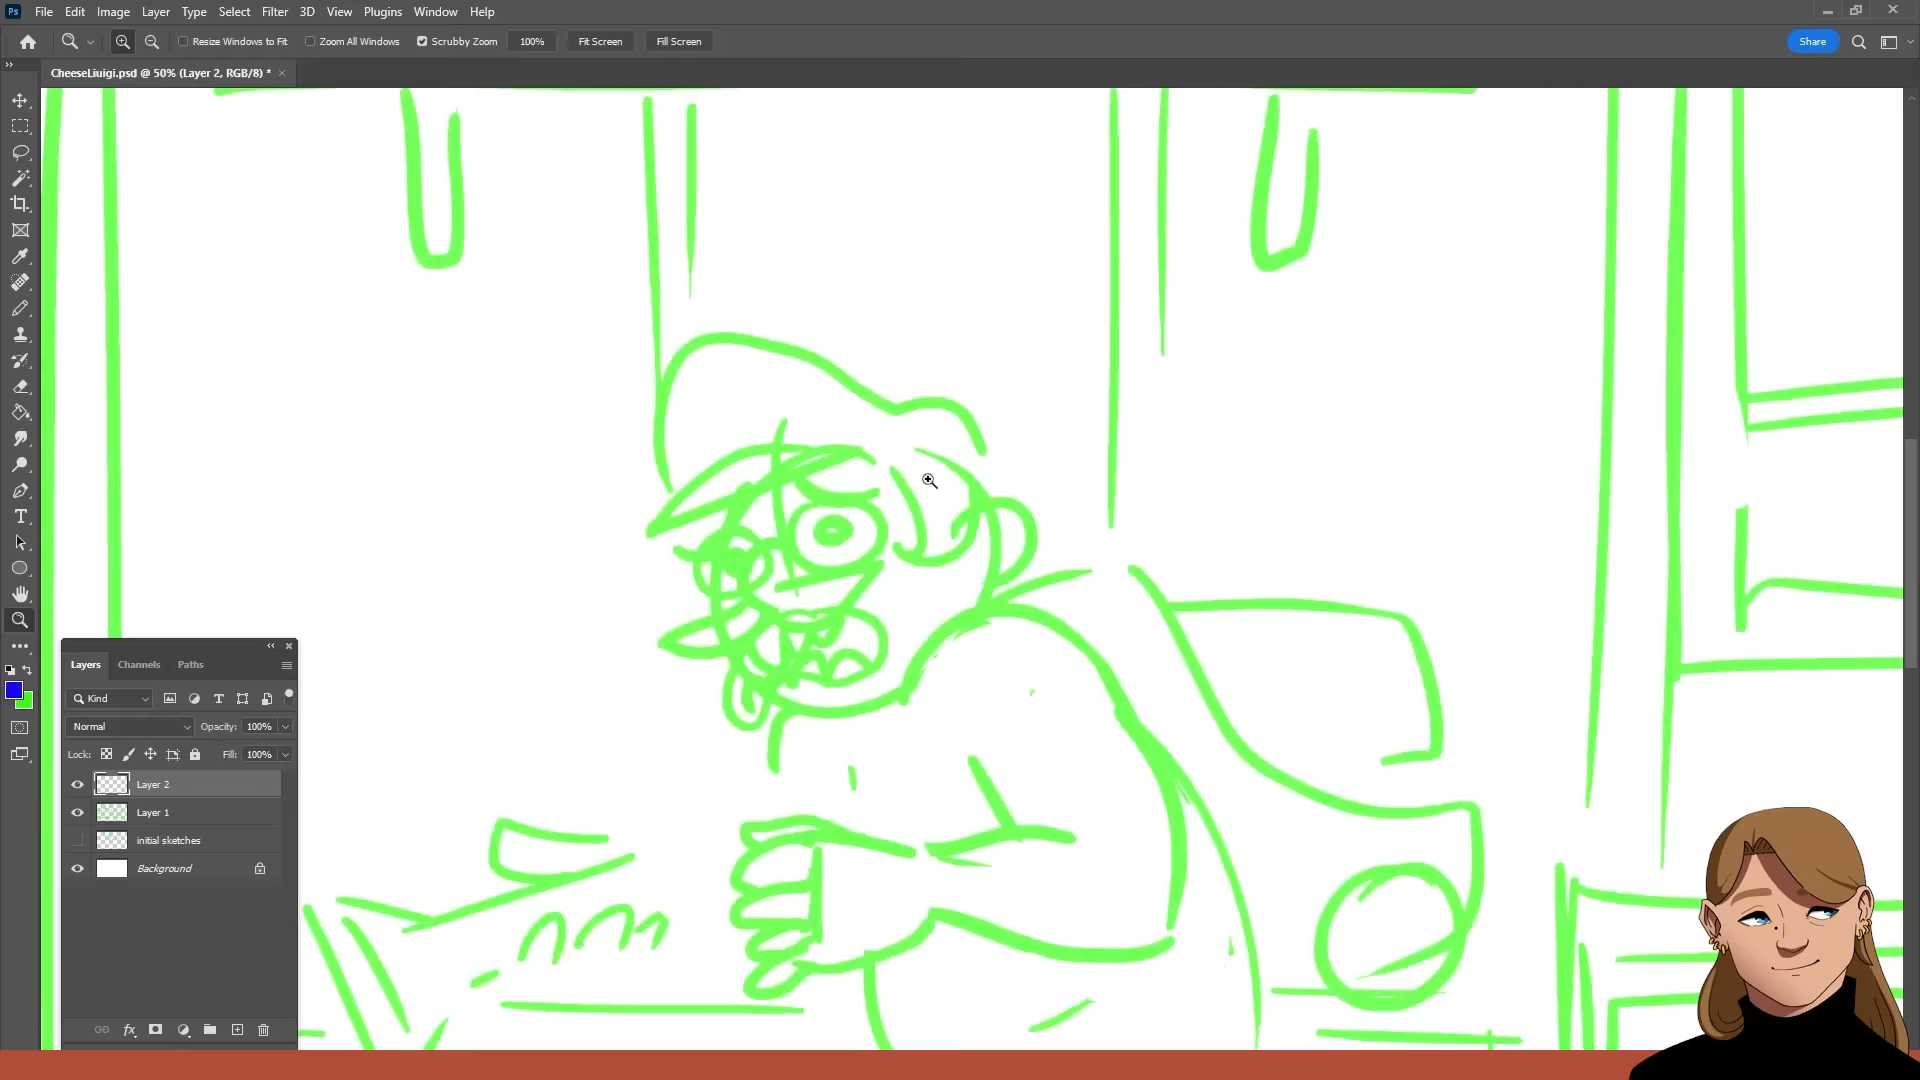 Ps File Edit Image Layer Type Select Filter 3D View Plugins Window Help
Resize Windows to Fit Zoom All Windows Scrubby Zoom 100% Fit Screen Fill Screen Share
CheeseLiuigi.psd @ 50% (Layer 2, RGB/8) *
Layers Channels Paths
Kind
Normal Opacity: 100%
Lock: Fill: 100%
Layer 2
Layer 1
initial sketches
Background
fx